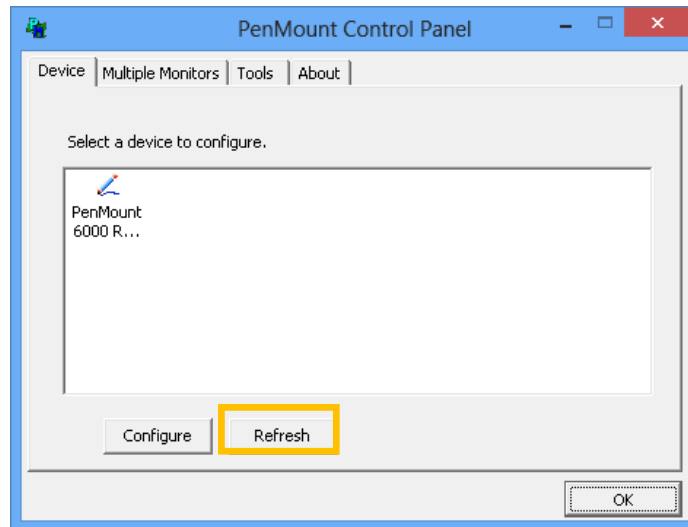 PenMount Control Panel
Device Multiple Monitors Tools About
Select a device to configure.
PenMount
6000 R...
Configure Refresh
OK